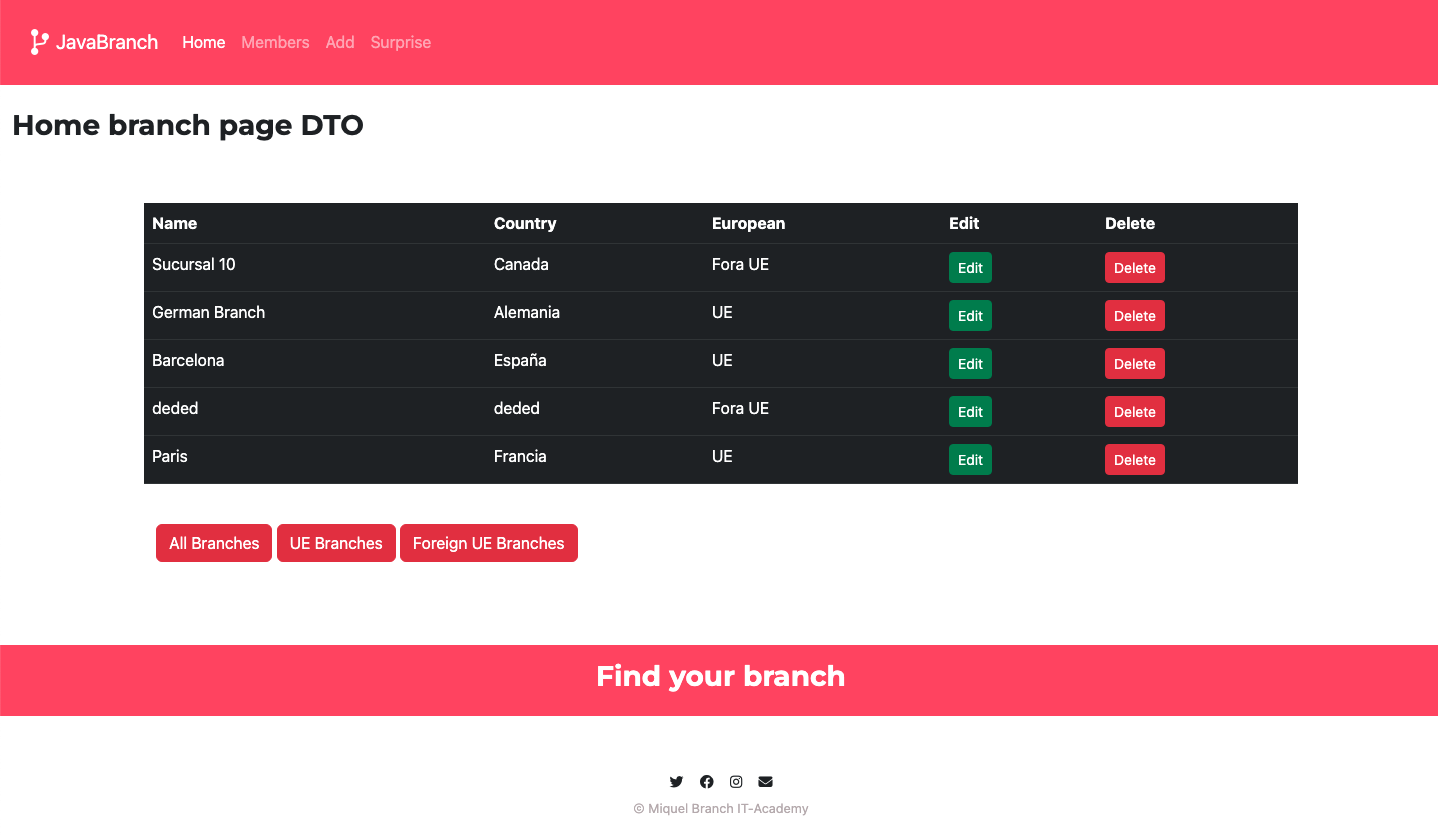 JavaBranch Home Members Add Surprise
Home branch page DTO
Name Country European Edit Delete
Sucursal 10 Canada Fora UE Edit Delete
German Branch Alemania UE Edit Delete
Barcelona España UE Edit Delete
deded deded Fora UE Edit Delete
Paris Francia UE Edit Delete
All Branches UE Branches Foreign UE Branches
Find your branch
© Miquel Branch IT-Academy